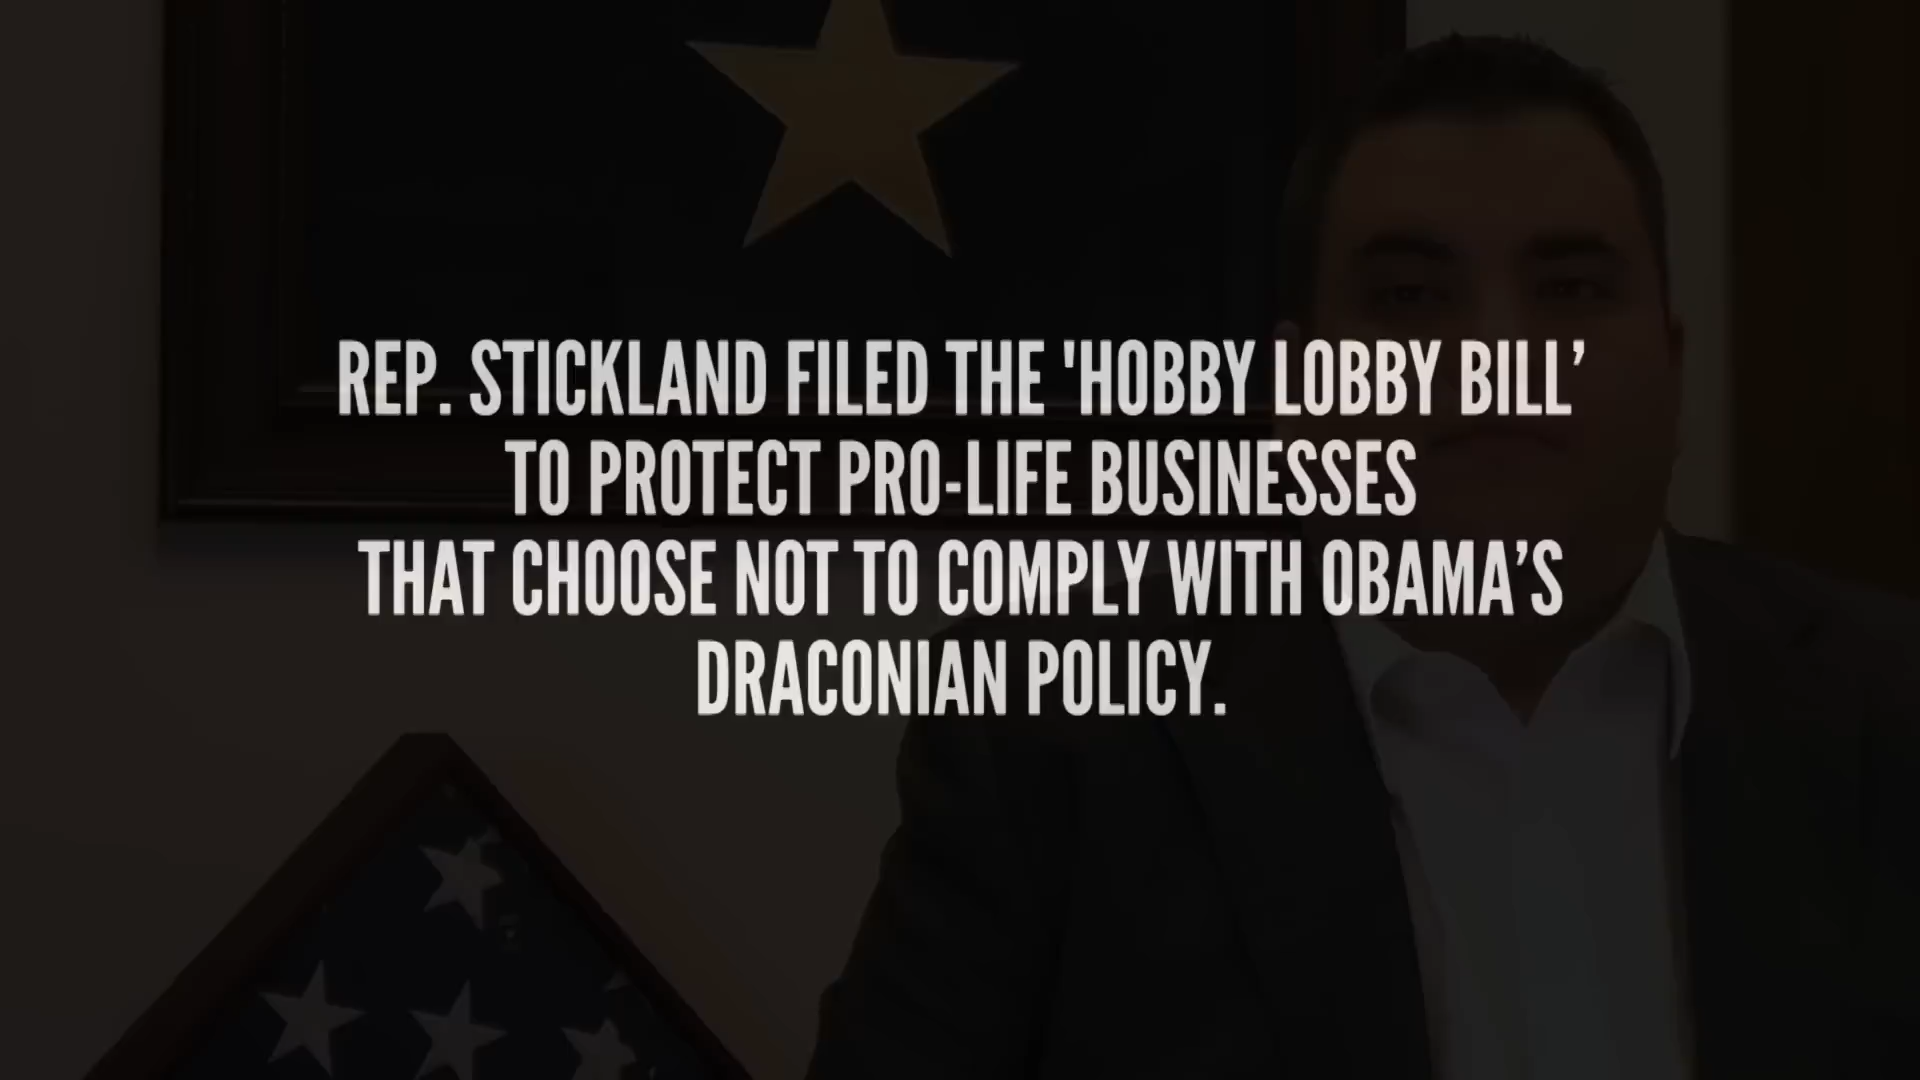 REP. STICKLAND FILED THE 'HOBBY LOBBY BILL’
TO PROTECT PRO-LIFE BUSINESSES
THAT CHOOSE NOT TO COMPLY WITH OBAMA’S
DRACONIAN POLICY.